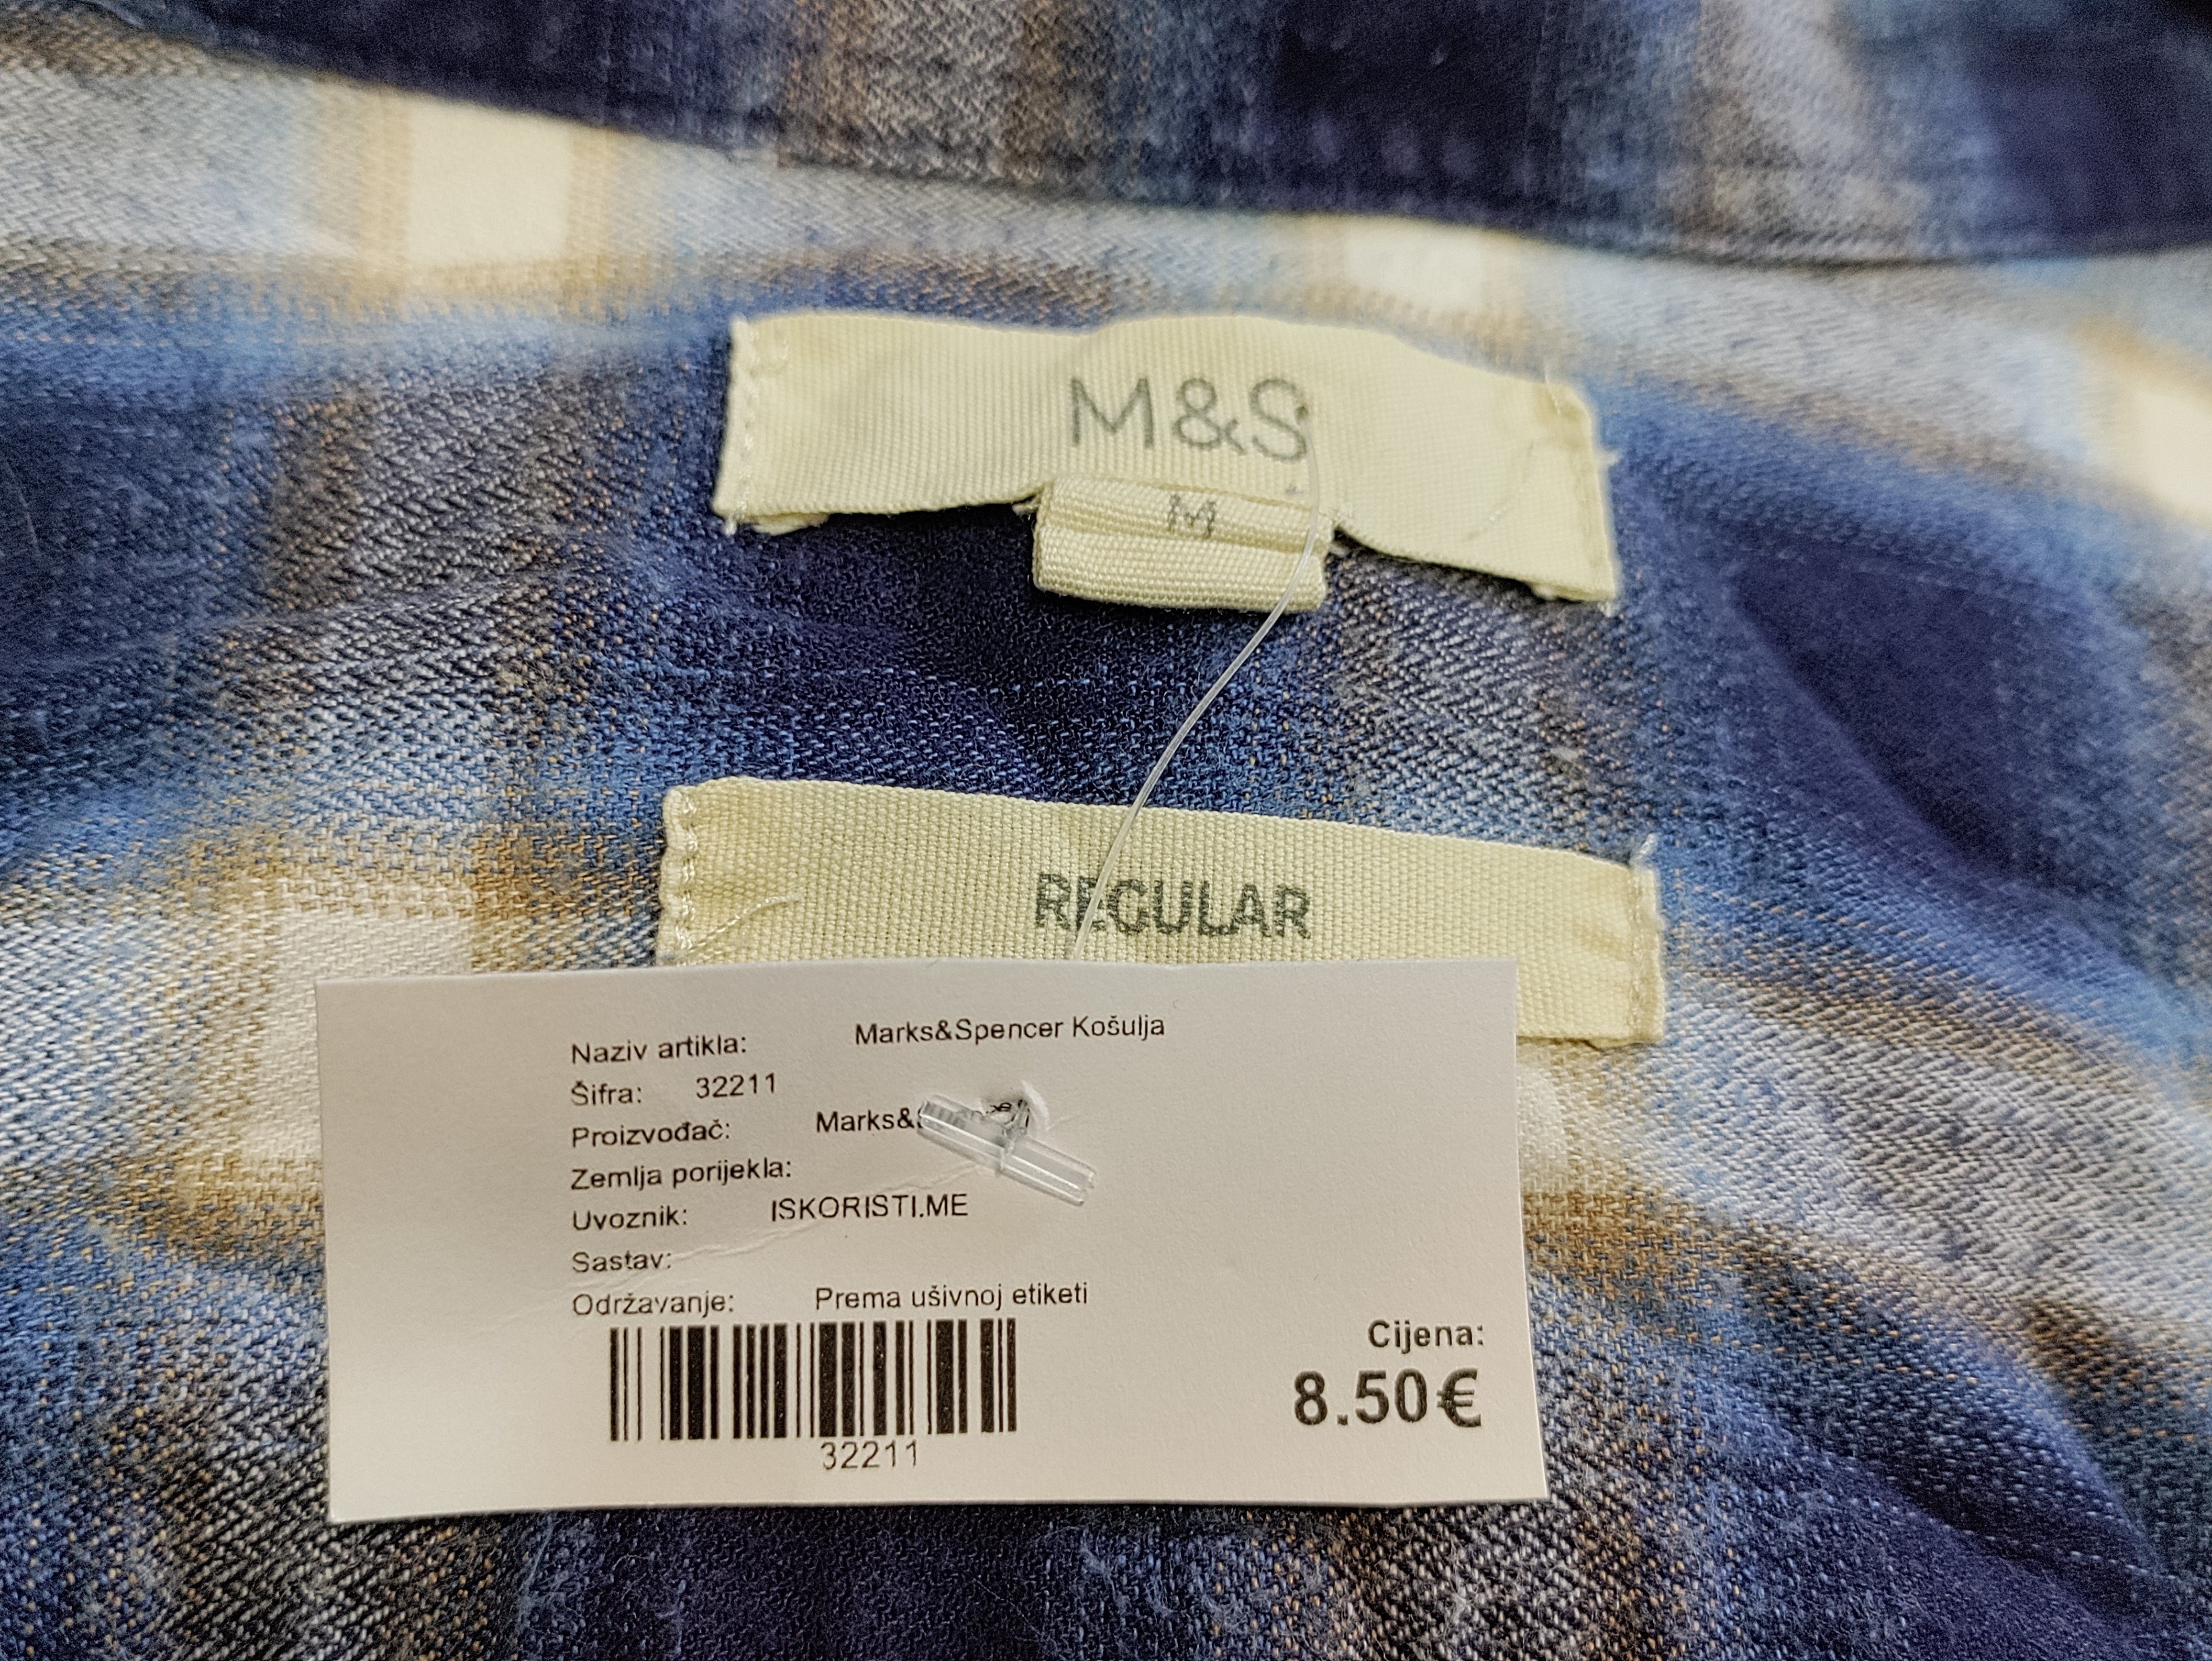 M&S
M
REGULAR
Naziv artikla: Marks&Spencer Košulja
Šifra: 32211
Proizvođač: Marks&
Zemlja porijekla:
Uvoznik: ISKORISTI.ME
Sastav:
Održavanje: Prema ušivnoj etiketi
32211
Cijena:
8.50€